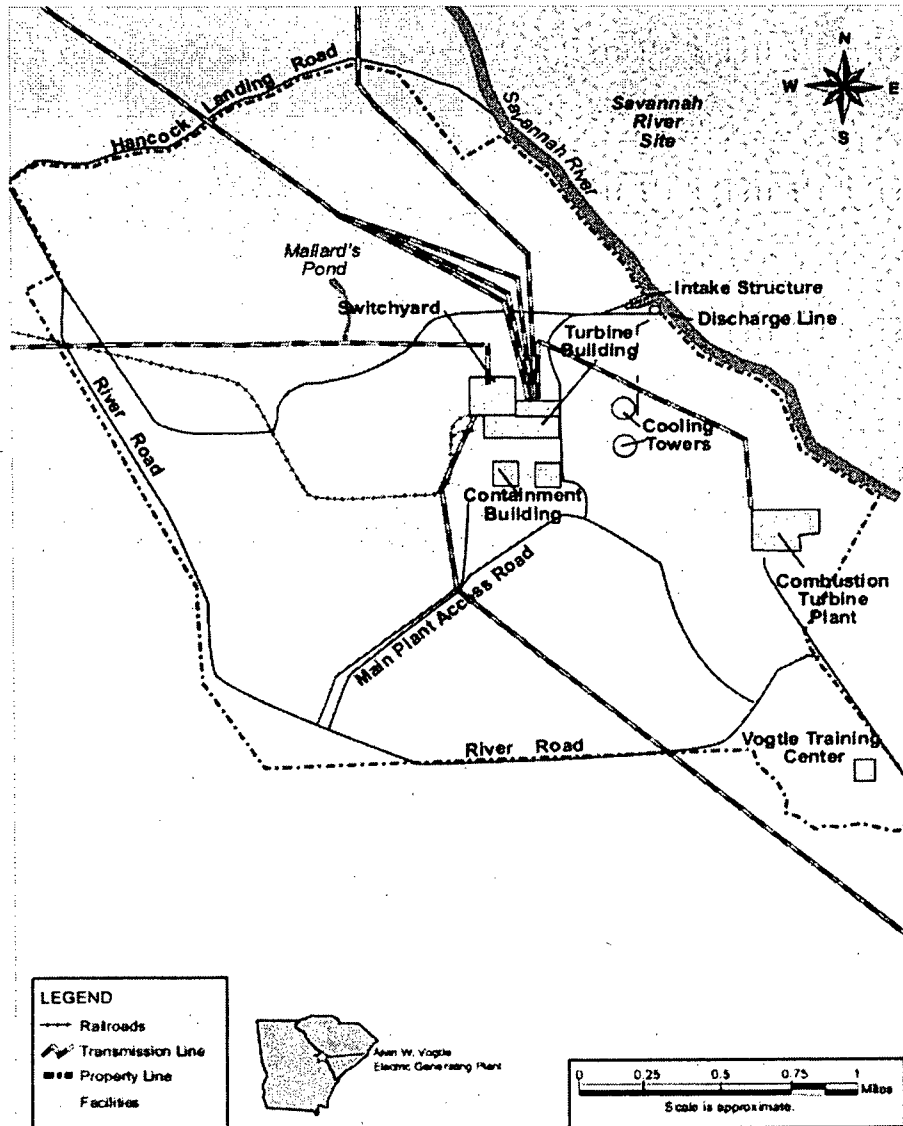 N
W E
S
Hancock Landing Road
Savannah River
Savannah
River
Site
Mallard's
Pond
Switchyard
Intake Structure
Discharge Line
Turbine
Building
River Road
Cooling
Towers
Containment
Building
Main Plant Access Road
Combustion
Turbine
Plant
River Road
Vogtle Training
Center
LEGEND
Railroads
Transmission Line
Property Line
Facilities
Alvin W. Vogtle
Electric Generating Plant
0 0.25 0.5 0.75 1
Miles
Scale is approximate.